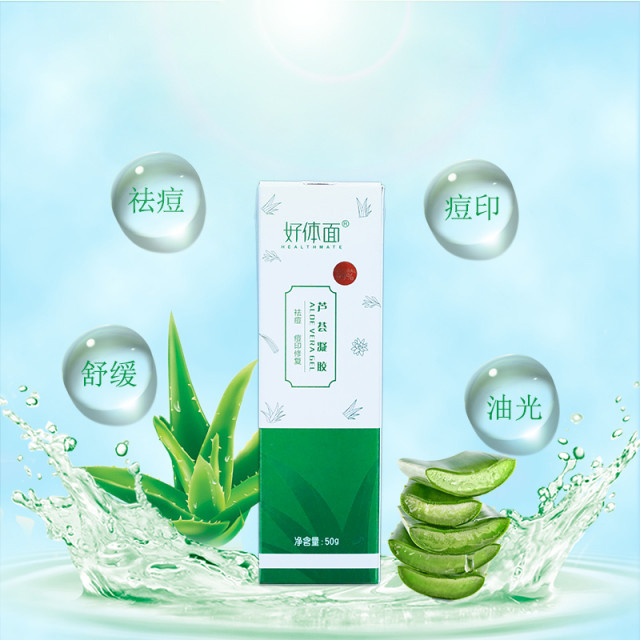 祛痘
痘印
舒缓
油光
好体面®
HEALTHMATE
芦荟凝胶
ALOE VERA GEL
祛痘 痘印修复
净含量:50g